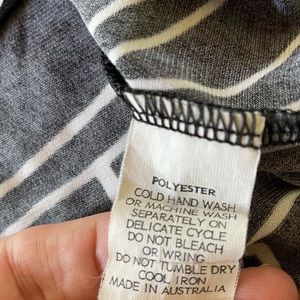 POLYESTER
COLD HAND WASH
OR MACHINE WASH
SEPARATELY ON
DELICATE CYCLE
DO NOT BLEACH
OR WRING
DO NOT TUMBLE DRY
COOL IRON
MADE IN AUSTRALIA